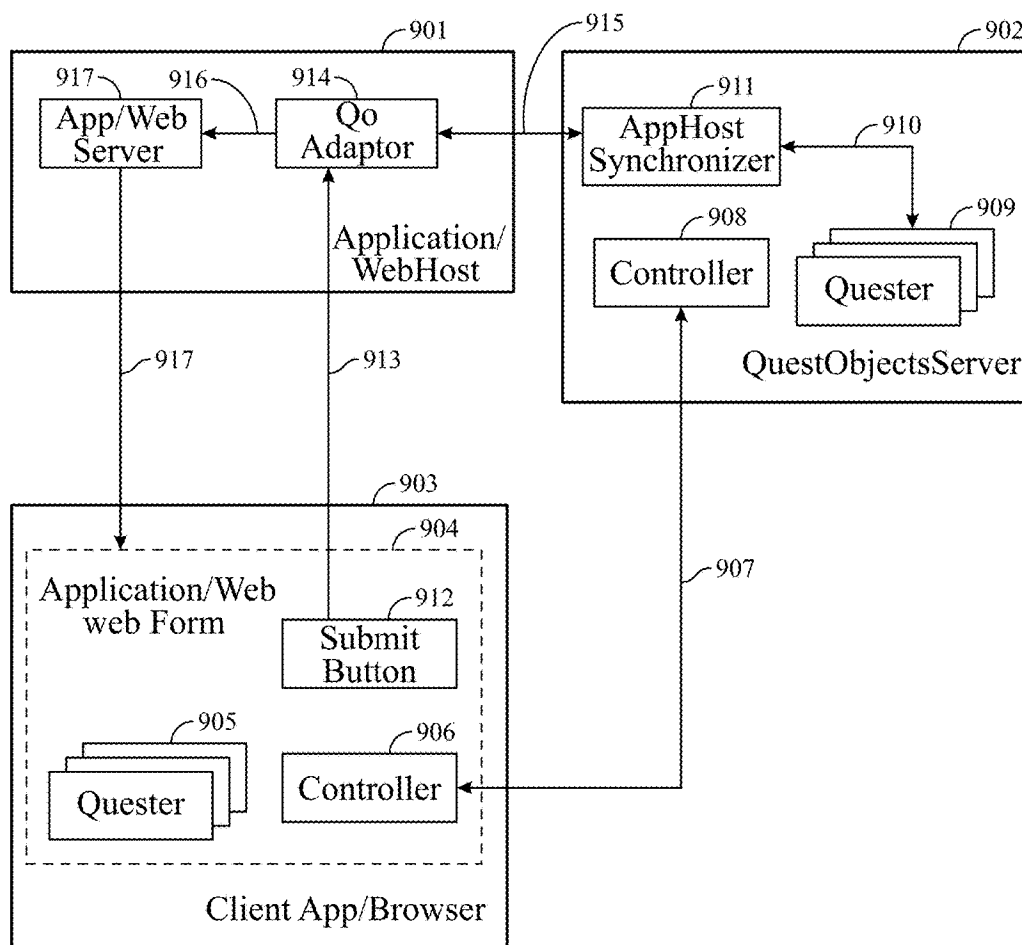 901
915
902
917
916
914
911
App/Web
Server
Qo
Adaptor
AppHost
Synchronizer
910
908
909
Application/
WebHost
Controller
Quester
QuestObjectsServer
917
913
903
904
907
Application/Web
web Form
912
Submit
Button
905
906
Quester
Controller
Client App/Browser